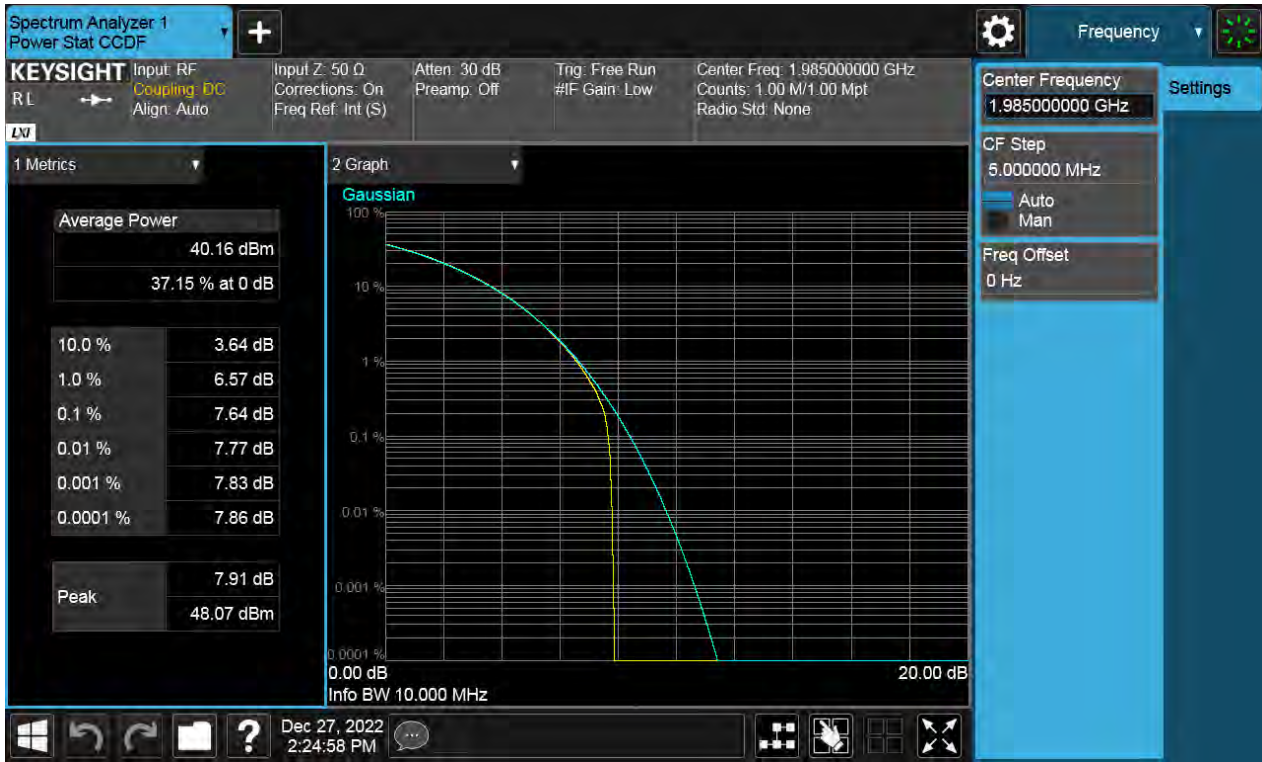 Spectrum Analyzer 1
Power Stat CCDF
Frequency
KEYSIGHT
RL
LXI
Input: RF
Coupling: DC
Align: Auto
Input Z: 50 Ω
Corrections: On
Freq Ref: Int (S)
Atten: 30 dB
Preamp: Off
Trig: Free Run
#IF Gain: Low
Center Freq: 1.985000000 GHz
Counts: 1.00 M/1.00 Mpt
Radio Std: None
Center Frequency
1.985000000 GHz
Settings
CF Step
5.000000 MHz
Auto
Man
Freq Offset
0 Hz
1 Metrics
Average Power
40.16 dBm
37.15 % at 0 dB
10.0 % 3.64 dB
1.0 % 6.57 dB
0.1 % 7.64 dB
0.01 % 7.77 dB
0.001 % 7.83 dB
0.0001 % 7.86 dB
Peak
7.91 dB
48.07 dBm
2 Graph
Gaussian
100 %
10 %
1 %
0.1 %
0.01 %
0.001 %
0.0001 %
0.00 dB 20.00 dB
Info BW 10.000 MHz
?
Dec 27, 2022
2:24:58 PM